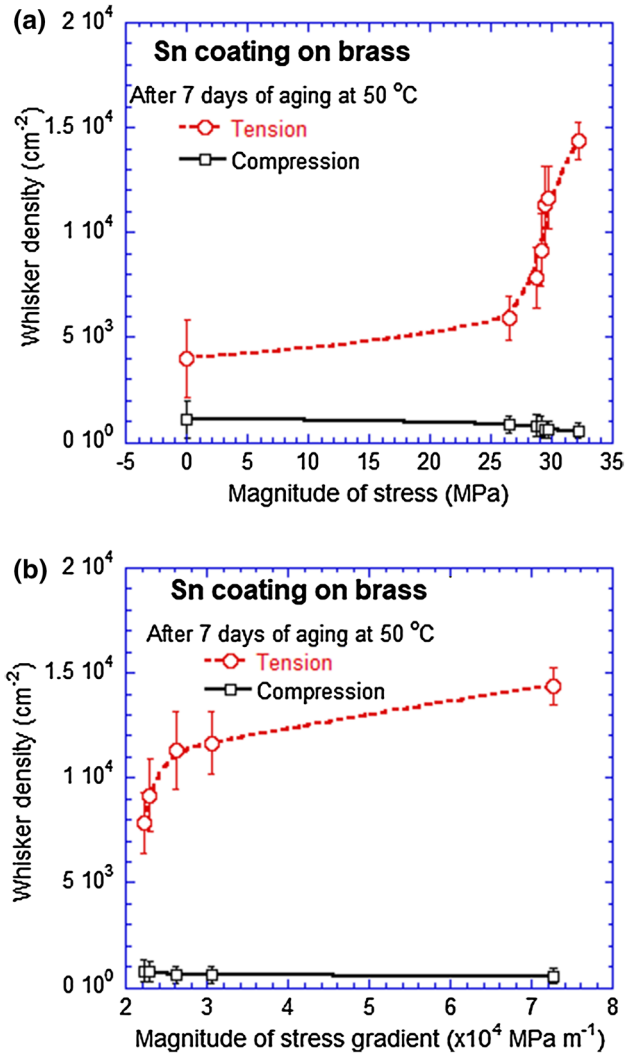 (a)
Sn coating on brass
After 7 days of aging at 50 °C
Tension
Compression
Whisker density (cm⁻²)
2 10⁴
1.5 10⁴
1 10⁴
5 10³
0 10⁰
-5 0 5 10 15 20 25 30 35
Magnitude of stress (MPa)
(b)
Sn coating on brass
After 7 days of aging at 50 °C
Tension
Compression
Whisker density (cm⁻²)
2 10⁴
1.5 10⁴
1 10⁴
5 10³
0 10⁰
2 3 4 5 6 7 8
Magnitude of stress gradient (x10⁴ MPa m⁻¹)